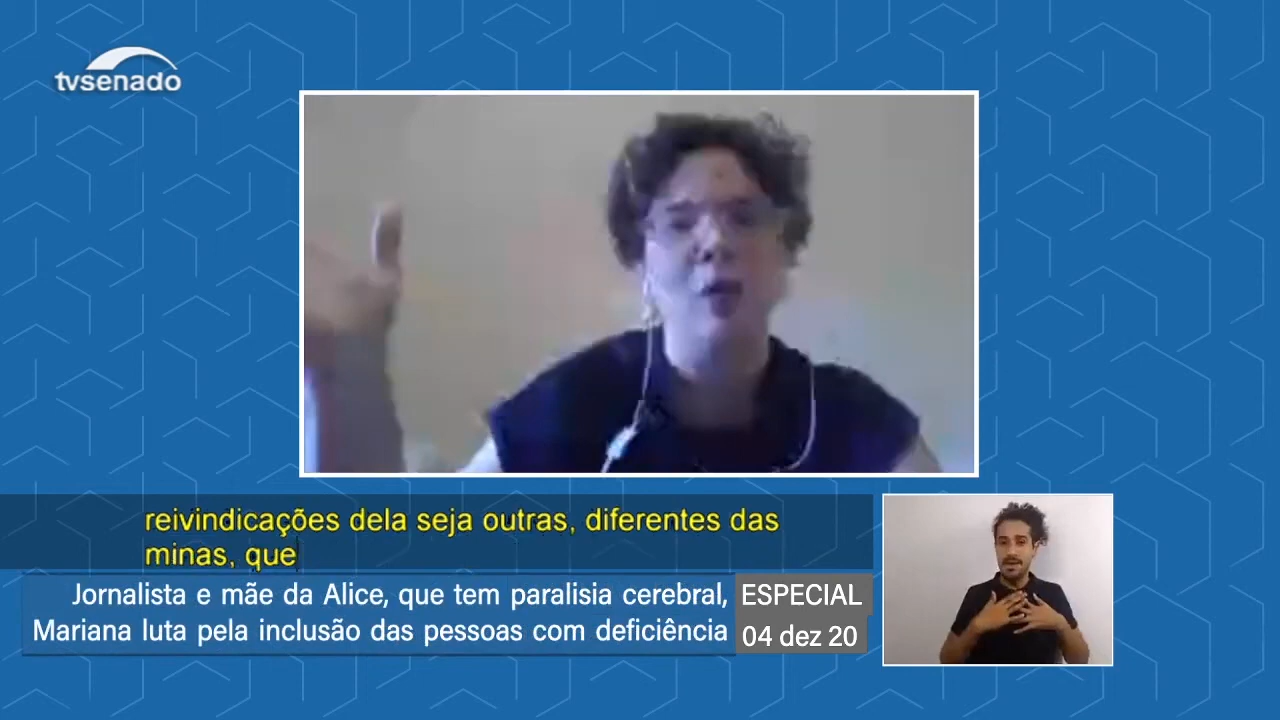 tvsenado
reivindicações dela seja outras, diferentes das
minas, que
Jornalista e mãe da Alice, que tem paralisia cerebral,
Mariana luta pela inclusão das pessoas com deficiência
ESPECIAL
04 dez 20